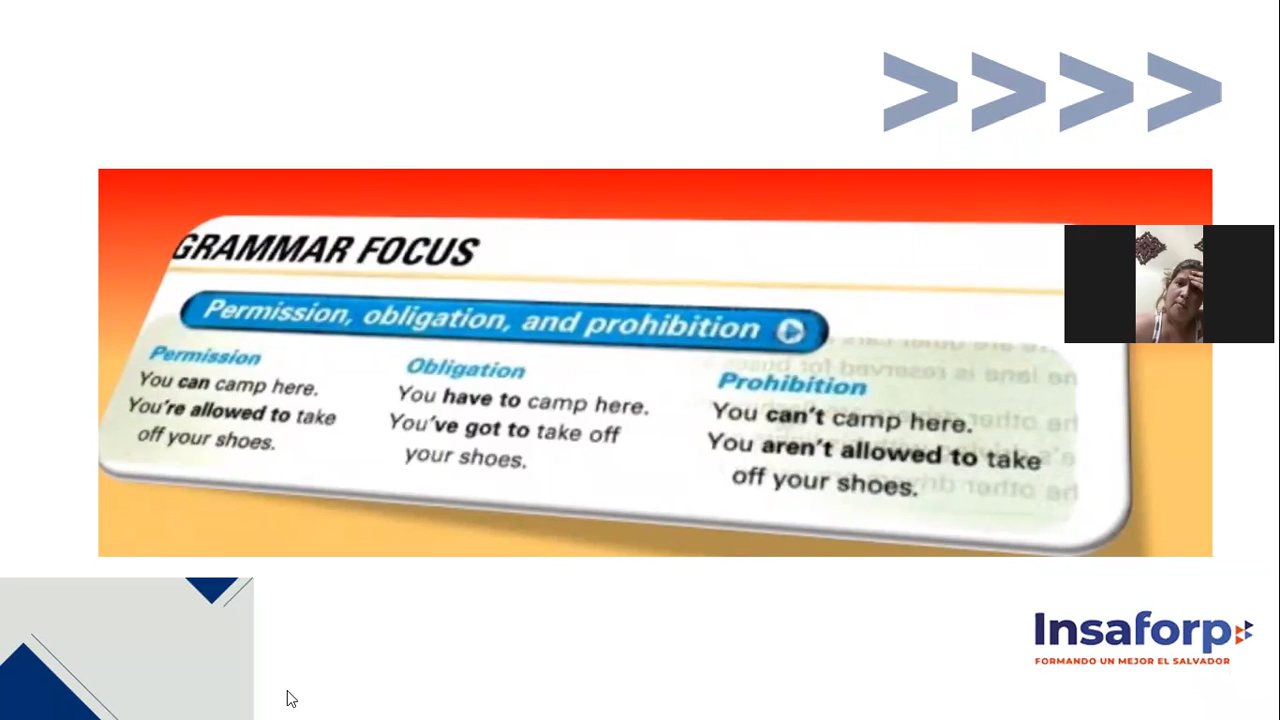 GRAMMAR FOCUS
Permission, obligation, and prohibition
Permission
You can camp here.
You're allowed to take
off your shoes.
Obligation
You have to camp here.
You've got to take off
your shoes.
Prohibition
You can't camp here.
You aren't allowed to take
off your shoes.
Insaforp
FORMANDO UN MEJOR EL SALVADOR